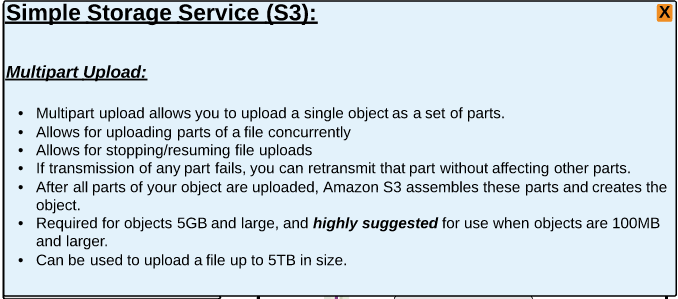 Simple Storage Service (S3):
X
Multipart Upload:
• Multipart upload allows you to upload a single object as a set of parts.
• Allows for uploading parts of a file concurrently
• Allows for stopping/resuming file uploads
• If transmission of any part fails, you can retransmit that part without affecting other parts.
• After all parts of your object are uploaded, Amazon S3 assembles these parts and creates the
object.
• Required for objects 5GB and large, and highly suggested for use when objects are 100MB
and larger.
• Can be used to upload a file up to 5TB in size.